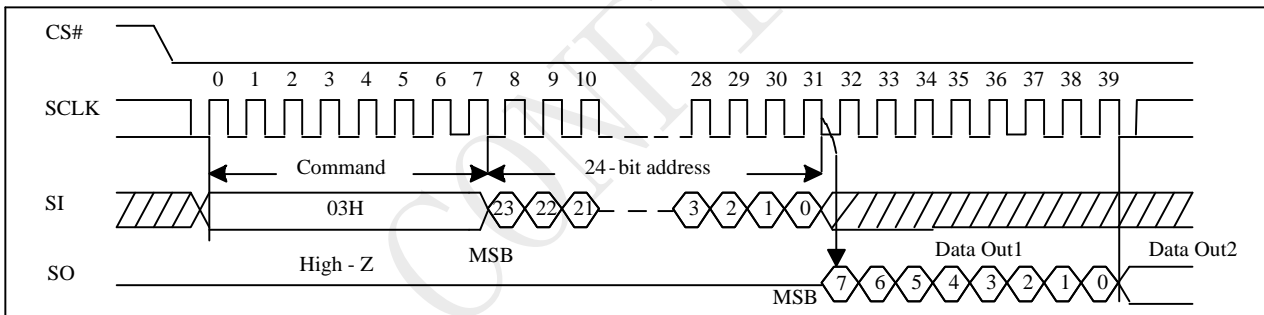 CS#
0 1 2 3 4 5 6 7 8 9 10 28 29 30 31 32 33 34 35 36 37 38 39
SCLK
Command 24-bit address
SI 03H 23 22 21 3 2 1 0
MSB Data Out1 Data Out2
High - Z
SO
MSB 7 6 5 4 3 2 1 0